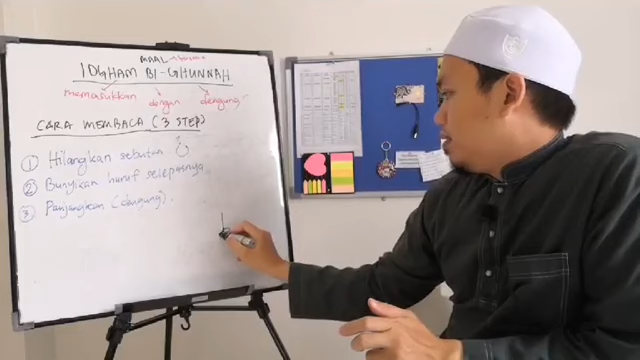 IDGHAM BI-GHUNNAH
memasukkan dengan dengung
CARA MEMBACA (3 STEP)
① Hilangkan sebutan ن
② Bunyikan huruf selepasnya
③ Panjangkan (dengung).